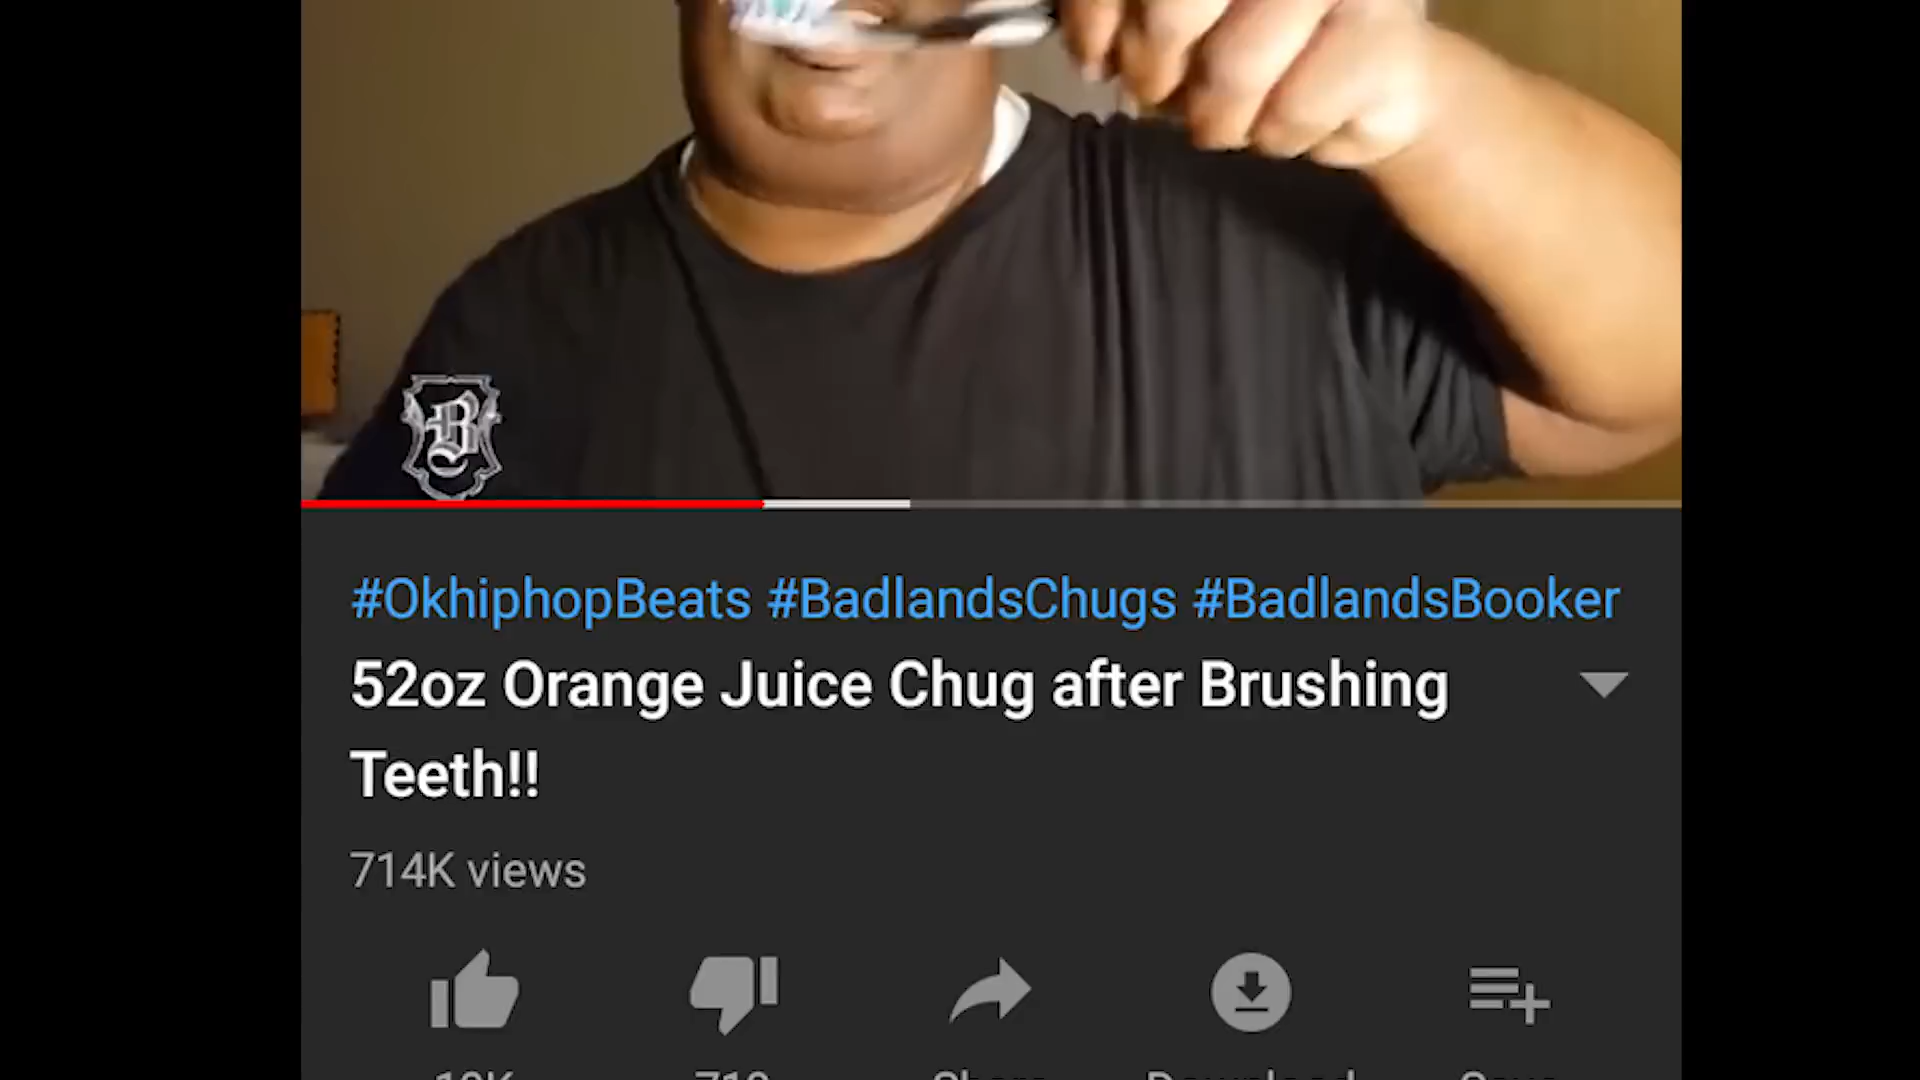 B
#OkhiphopBeats #BadlandsChugs #BadlandsBooker
52oz Orange Juice Chug after Brushing
Teeth!!
714K views